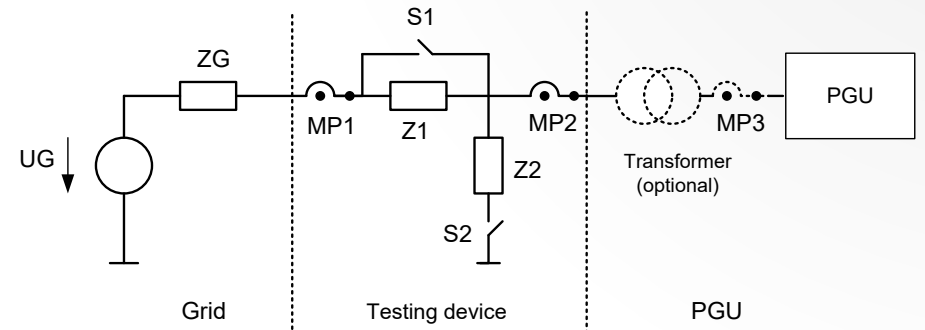 S1
ZG
PGU
MP1
Z1
MP2
MP3
UG
Z2
Transformer
(optional)
S2
Grid
Testing device
PGU